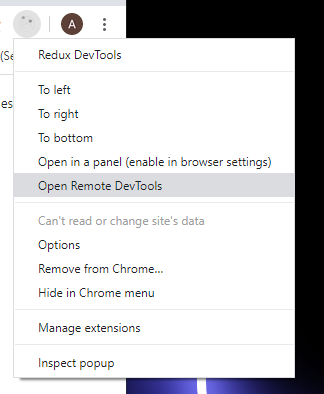 A
(Se
es
Redux DevTools
To left
To right
To bottom
Open in a panel (enable in browser settings)
Open Remote DevTools
Can't read or change site's data
Options
Remove from Chrome...
Hide in Chrome menu
Manage extensions
Inspect popup